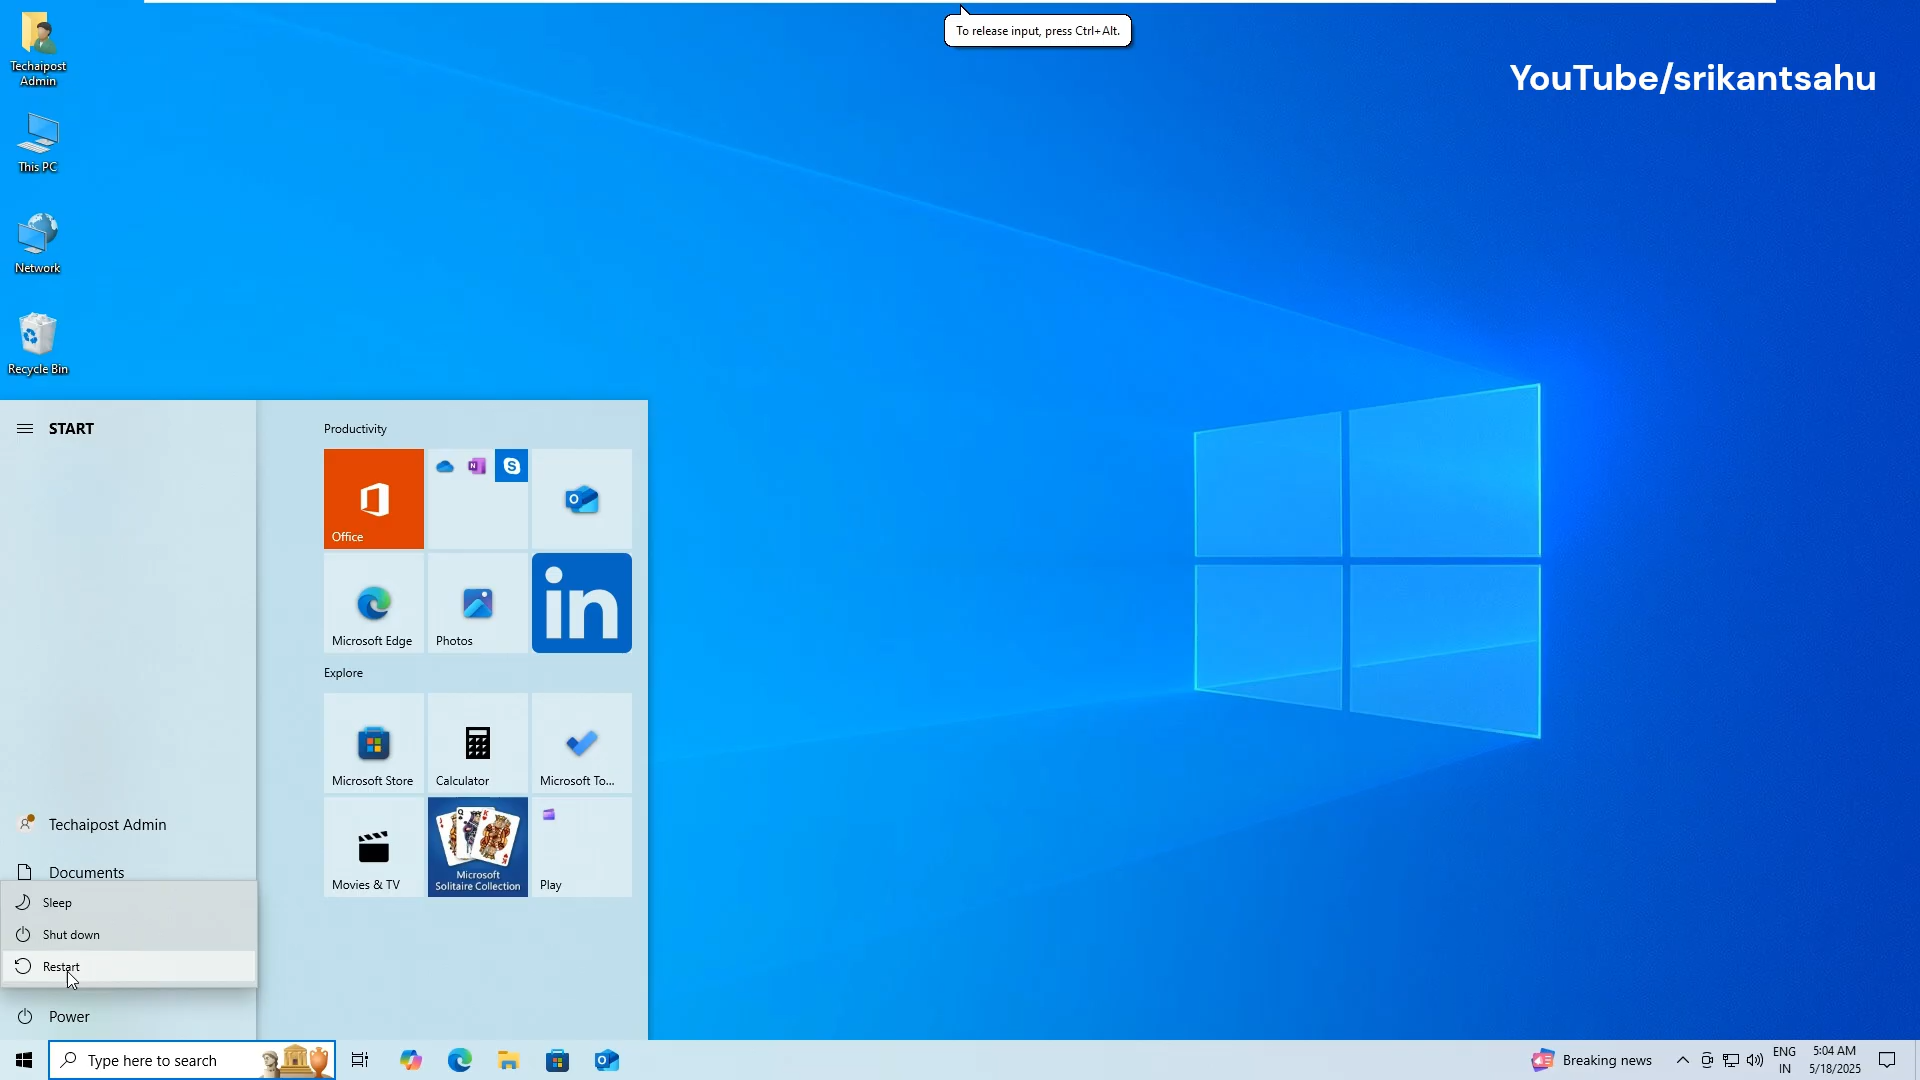 To release input, press Ctrl+Alt.
YouTube/srikantsahu
Techaipost
Admin
This PC
Network
Recycle Bin
START
Productivity
Office
Microsoft Edge
Photos
in
Explore
Microsoft Store
Calculator
Microsoft To...
Movies & TV
Microsoft
Solitaire Collection
Play
Techaipost Admin
Documents
Sleep
Shut down
Restart
Power
Type here to search
Breaking news
ENG
IN
5:04 AM
5/18/2025